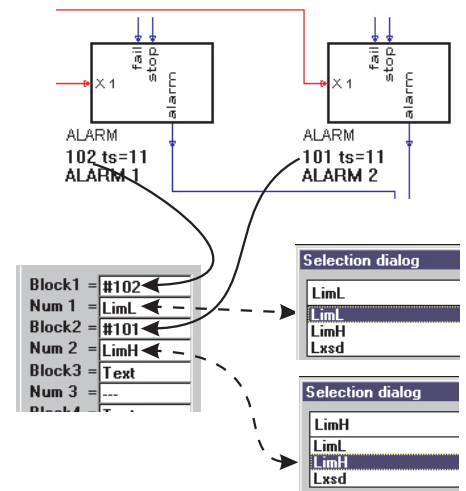 fail
stop
X 1
alarm
ALARM
102 ts=11
ALARM 1
fail
stop
X 1
alarm
ALARM
101 ts=11
ALARM 2
Block1 = #102
Num 1 = LimL
Block2 = #101
Num 2 = LimH
Block3 = Text
Num 3 = ---
Selection dialog
LimL
LimL
LimH
Lxsd
Selection dialog
LimH
LimL
LimH
Lxsd